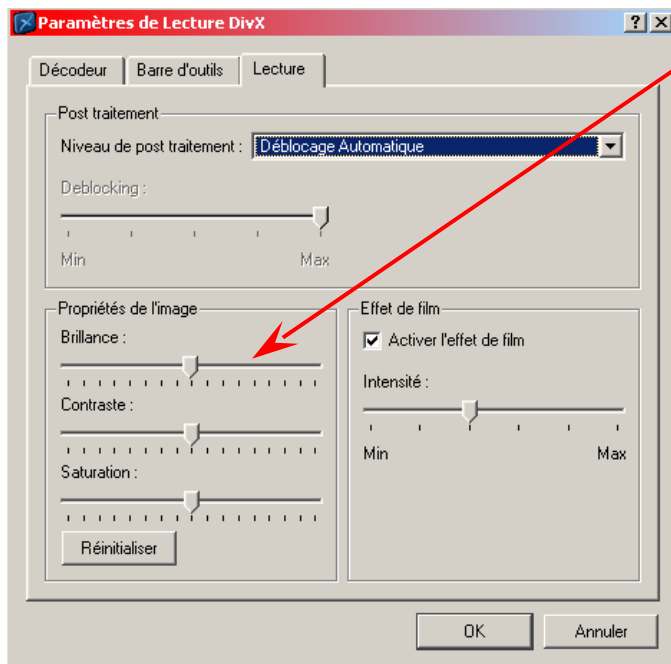 Paramètres de Lecture DivX
Décodeur Barre d'outils Lecture
Post traitement
Niveau de post traitement : Déblocage Automatique
Deblocking :
Min Max
Propriétés de l'image
Brillance :
Contraste :
Saturation :
Réinitialiser
Effet de film
Activer l'effet de film
Intensité :
Min Max
OK Annuler